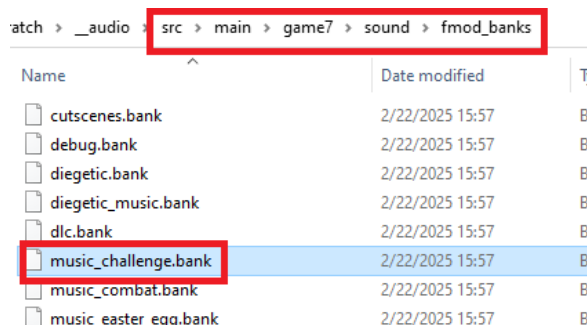 ratch > __audio > src > main > game7 > sound > fmod_banks
Name Date modified
cutscenes.bank 2/22/2025 15:57
debug.bank 2/22/2025 15:57
diegetic.bank 2/22/2025 15:57
diegetic_music.bank 2/22/2025 15:57
dlc.bank 2/22/2025 15:57
music_challenge.bank 2/22/2025 15:57
music_combat.bank 2/22/2025 15:57
music_easter_egg.bank 2/22/2025 15:57